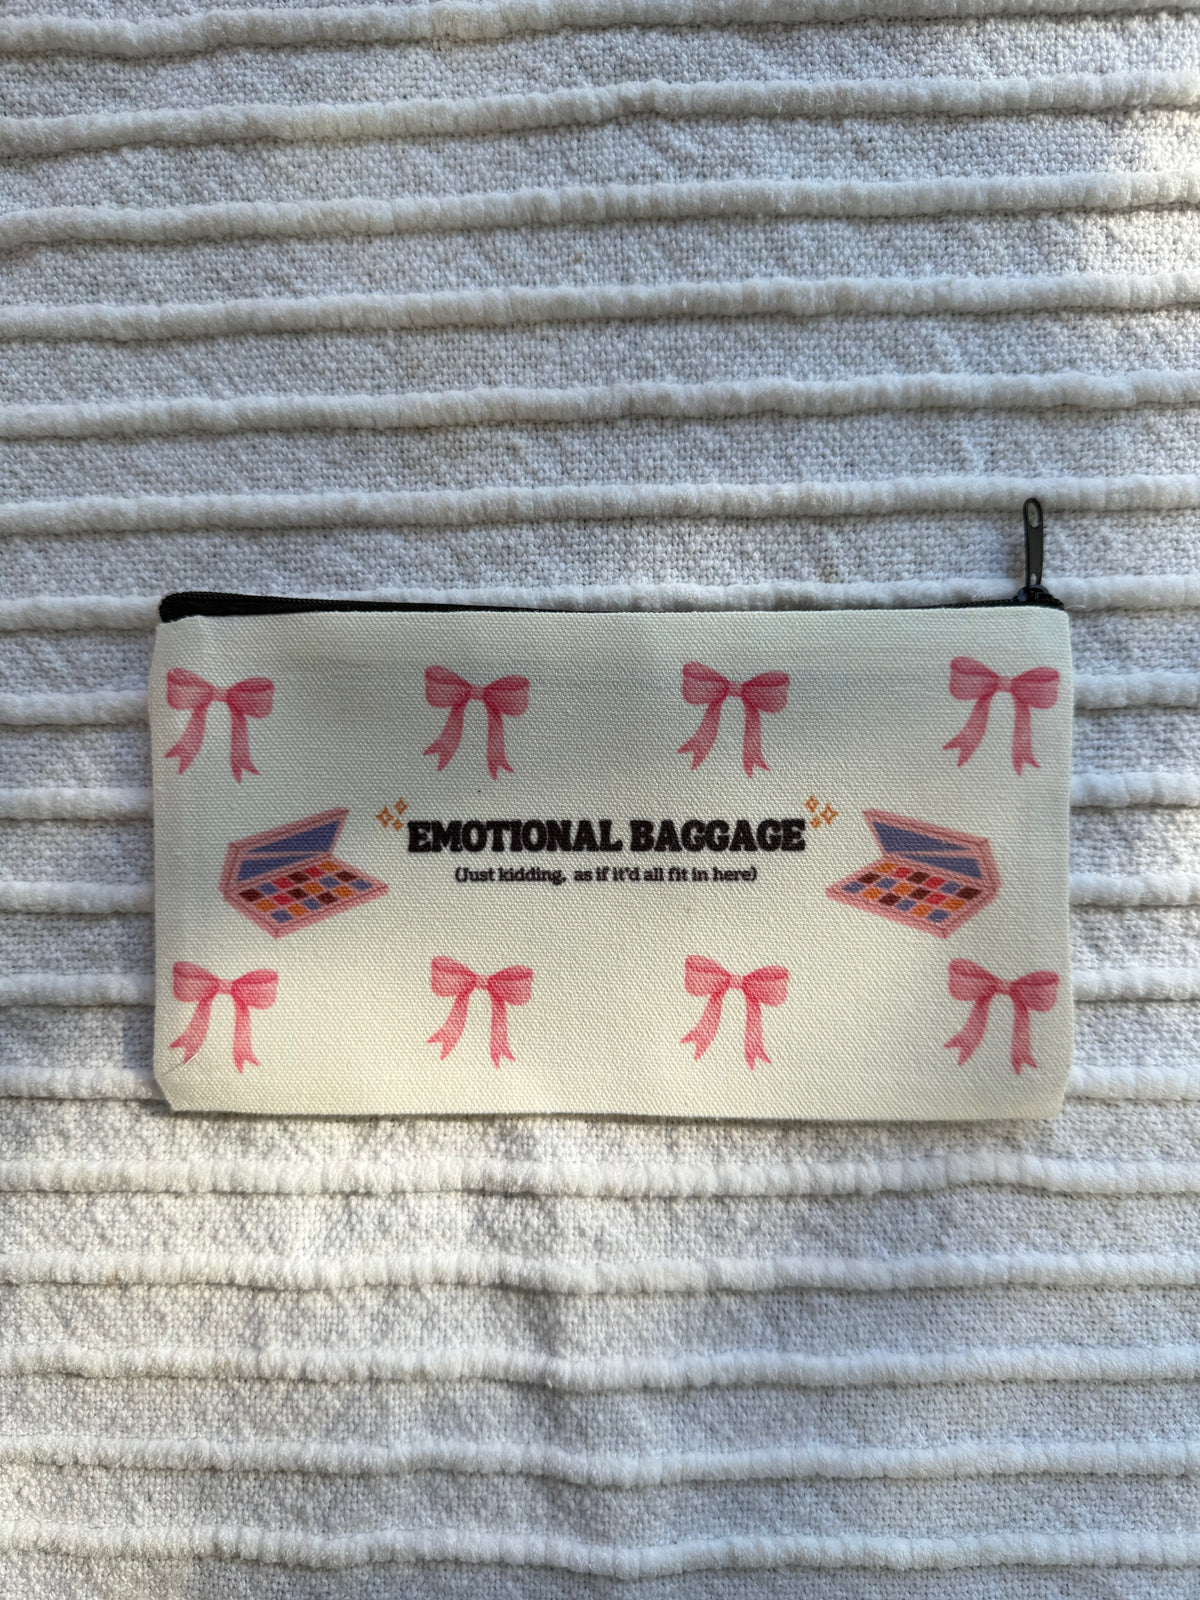 EMOTIONAL BAGGAGE
(Just kidding, as if it'd all fit in here)